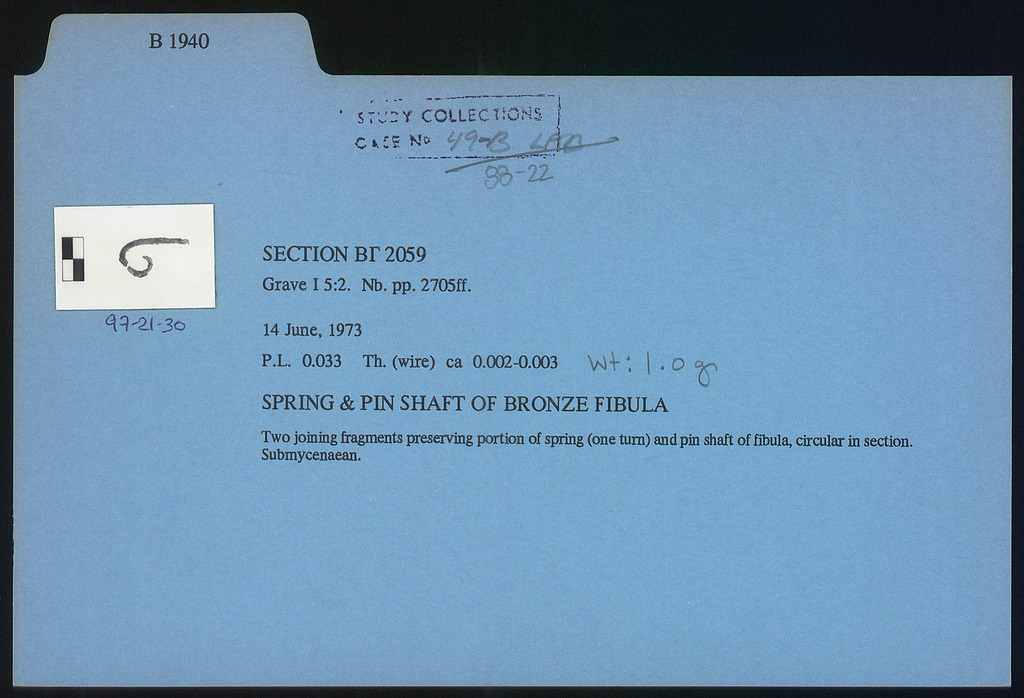 B 1940
STUDY COLLECTIONS
CASE No 49-B LAB
98-22
97-21-30
SECTION ΒΓ 2059
Grave I 5:2. Nb. pp. 2705ff.
14 June, 1973
P.L. 0.033 Th. (wire) ca 0.002-0.003 Wt: 1.0 g
SPRING & PIN SHAFT OF BRONZE FIBULA
Two joining fragments preserving portion of spring (one turn) and pin shaft of fibula, circular in section.
Submycenaean.